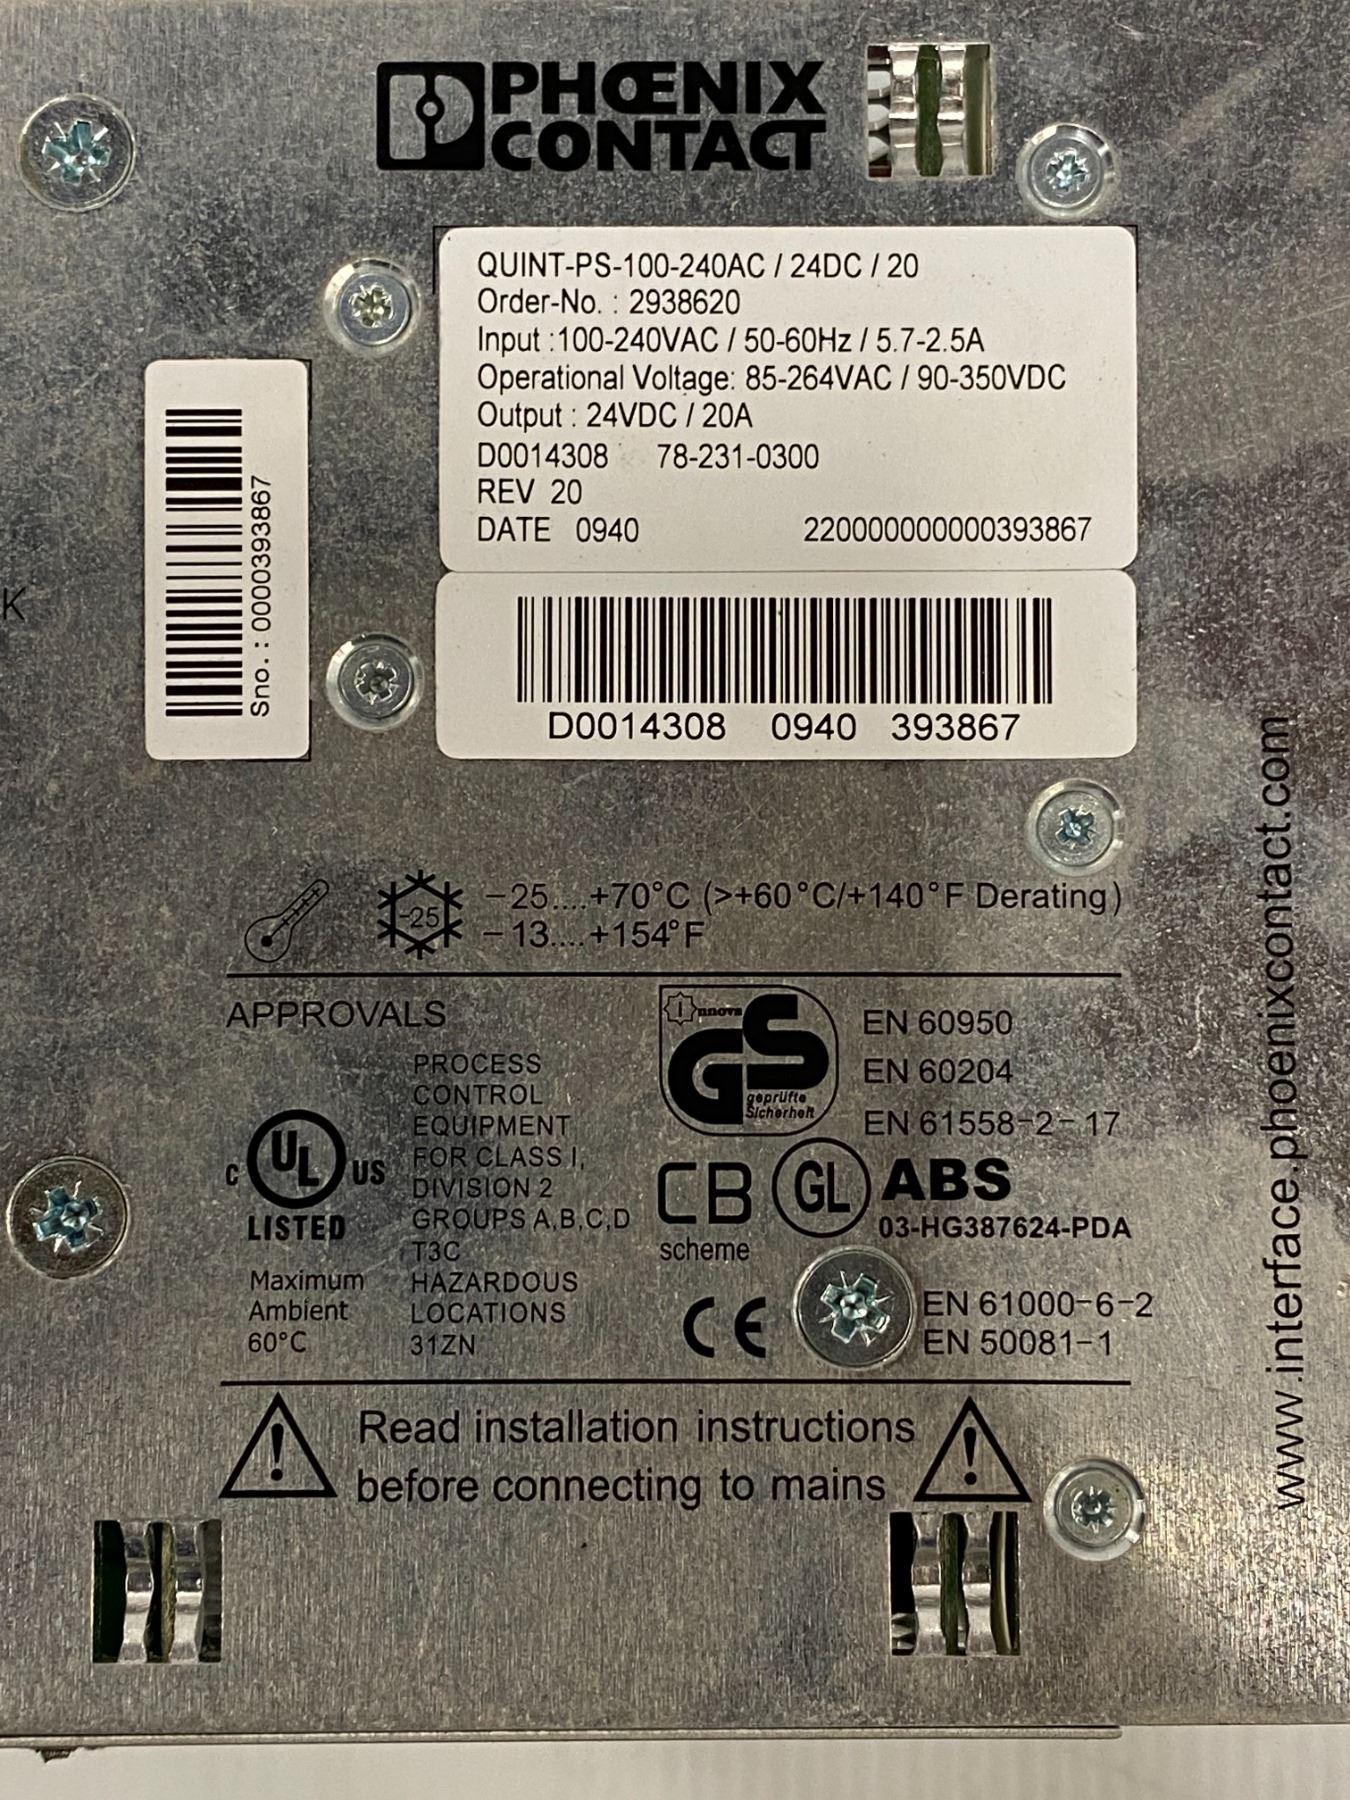 PHŒNIX
CONTACT
QUINT-PS-100-240AC / 24DC / 20
Order-No. : 2938620
Input :100-240VAC / 50-60Hz / 5.7-2.5A
Operational Voltage: 85-264VAC / 90-350VDC
Output : 24VDC / 20A
D0014308 78-231-0300
REV 20
DATE 0940 220000000000393867
Sno. : 0000393867
K
D0014308 0940 393867
-25
−25....+70°C (>+60°C/+140°F Derating)
−13....+154°F
APPROVALS
C UL US
LISTED
Maximum
Ambient
60°C
PROCESS
CONTROL
EQUIPMENT
FOR CLASS I,
DIVISION 2
GROUPS A,B,C,D
T3C
HAZARDOUS
LOCATIONS
31ZN
Innova
GS
geprüfte
Sicherheit
EN 60950
EN 60204
EN 61558-2-17
CB
scheme
GL
ABS
03-HG387624-PDA
CE
EN 61000-6-2
EN 50081-1
Read installation instructions
before connecting to mains
www.interface.phoenixcontact.com